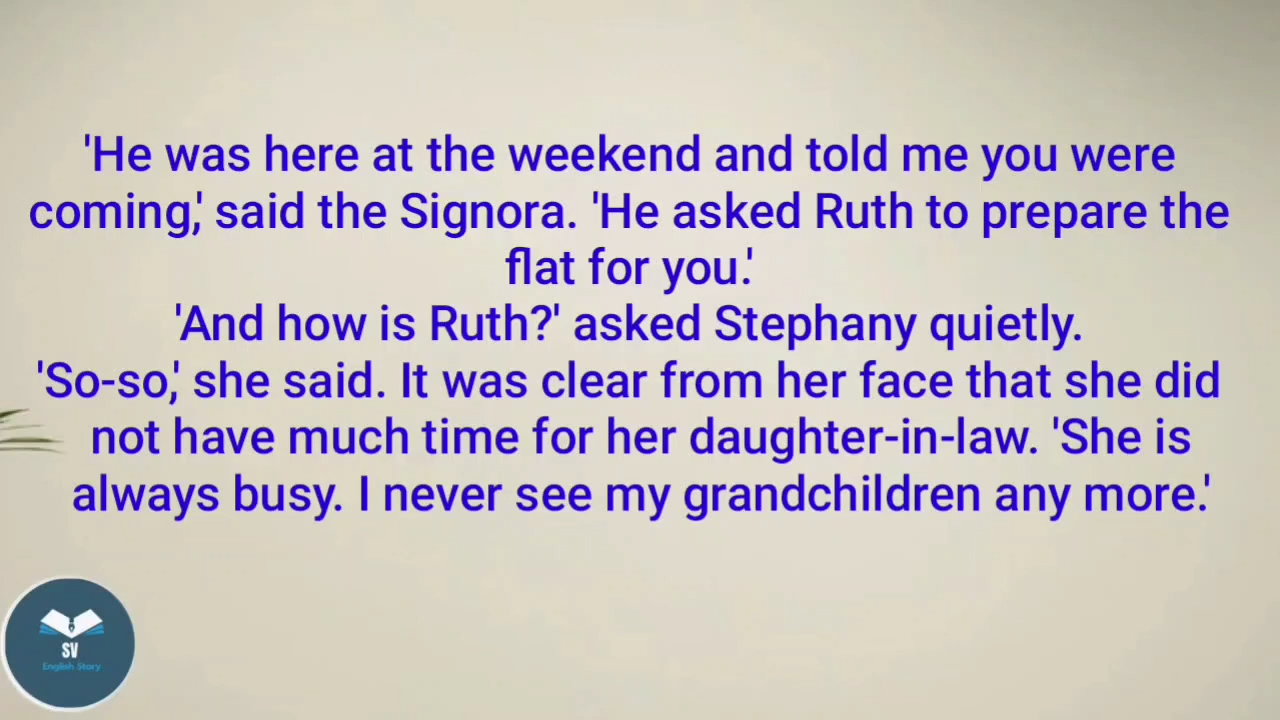 'He was here at the weekend and told me you were
coming,' said the Signora. 'He asked Ruth to prepare the
flat for you.'
'And how is Ruth?' asked Stephany quietly.
'So-so,' she said. It was clear from her face that she did
not have much time for her daughter-in-law. 'She is
always busy. I never see my grandchildren any more.'
SV
English Story